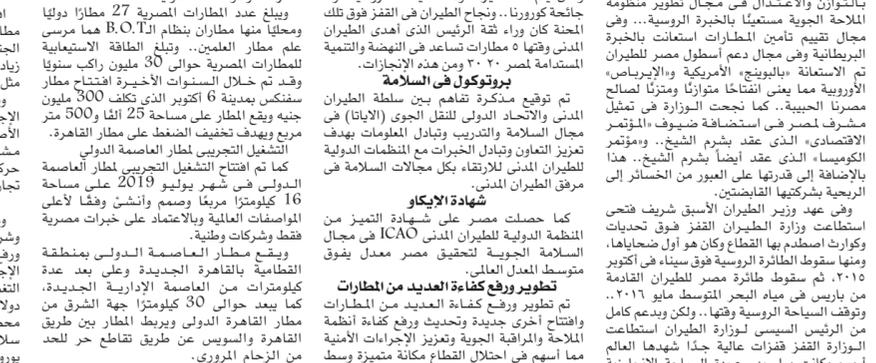 بالتوازن والاعتدال فى مجال تطوير منظومة
الملاحة الجوية مستعينًا بالخبرة الروسية... وفى
مجال تقييم تأمين المطارات استعانت بالخبرة
البريطانية وفى مجال دعم أسطول مصر للطيران
تم الاستعانة «بالبوينج» الأمريكية و«الإيرباص»
الأوروبية مما يعنى انفتاحًا متوازنًا ومتزنًا لصالح
مصرنا الحبيبة.. كما نجحت الوزارة فى تمثيل
مشرف لمصر فى استضافة ضيوف «المؤتمر
الاقتصادى» الذى عقد بشرم الشيخ.. و«مؤتمر
الكوميسا» الذى عقد أيضاً بشرم الشيخ.. هذا
بالإضافة إلى قدرتها على العبور من الخسائر إلى
الربحية بشركتيها القابضتين.
وفى عهد وزير الطيران الأسبق شريف فتحى
استطاعت وزارة الطيران القفز فوق تحديات
وكوارث اصطدم بها القطاع وكان هو أول ضحاياها،
ومنها سقوط الطائرة الروسية فوق سيناء فى أكتوبر
٢٠١٥، ثم سقوط طائرة مصر للطيران القادمة
من باريس فى مياه البحر المتوسط مايو ٢٠١٦..
وتوقف السياحة الروسية وقتها.. ولكن وبدعم كامل
من الرئيس السيسى لوزارة الطيران استطاعت
الوزارة القفز قفزات عالية جدًا شهدها العالم
جائحة كورورنا.. ونجاح الطيران فى القفز فوق تلك
المحنة كان وراء ثقة الرئيس الذى أهدى الطيران
المدنى وقتها ٥ مطارات تساعد فى النهضة والتنمية
المستدامة لمصر ٢٠ ٣٠ ومن هذه الإنجازات.
بروتوكول فى السلامة
تم توقيع مذكرة تفاهم بين سلطة الطيران
المدنى والاتحاد الدولى للنقل الجوى (الاياتا) فى
مجال السلامة والتدريب وتبادل المعلومات بهدف
تعزيز التعاون وتبادل الخبرات مع المنظمات الدولية
للطيران المدنى للارتقاء بكل مجالات السلامة فى
مرفق الطيران المدنى.
شهادة الإيكاو
كما حصلت مصر على شهادة التميز من
المنظمة الدولية للطيران المدنى ICAO فى مجال
السلامة الجوية لتحقيق مصر معدل يفوق
متوسط المعدل العالمى.
تطوير ورفع كفاءة العديد من المطارات
تم تطوير ورفع كفاءة العديد من المطارات
وافتتاح أخرى جديدة وتحديث ورفع كفاءة أنظمة
الملاحة والمراقبة الجوية وتعزيز الإجراءات الأمنية
مما أسهم فى احتلال القطاع مكانة متميزة وسط
ويبلغ عدد المطارات المصرية 27 مطارًا دوليًا
ومحليًا منها مطاران بنظام الـB.O.T هما مرسى
علم مطار العلمين.. وتبلغ الطاقة الاستيعابية
للمطارات المصرية حوالى 30 مليون راكب سنويًا
وقد تم خلال السنوات الأخيرة افتتاح مطار
سفنكس بمدينة 6 أكتوبر الذى تكلف 300 مليون
جنيه ويقع المطار على مساحة 25 ألفًا و500 متر
مربع ويهدف تخفيف الضغط على مطار القاهرة.
التشغيل التجريبى لمطار العاصمة الدولي
كما تم افتتاح التشغيل التجريبى لمطار العاصمة
الدولى فى شهر يوليو 2019 على مساحة
16 كيلومترًا مربعًا وصمم وأنشئ وفقًا لأعلى
المواصفات العالمية وبالاعتماد على خبرات مصرية
فقط وشركات وطنية.
ويقع مطار العاصمة الدولى بمنطقة
القطامية بالقاهرة الجديدة وعلى بعد عدة
كيلومترات من العاصمة الإدارية الجديدة،
كما يبعد حوالى 30 كيلومترًا جهة الشرق من
مطار القاهرة الدولى ويربط المطار بين طريق
القاهرة والسويس عن طريق تقاطع حر للحد
من الزحام المرورى.